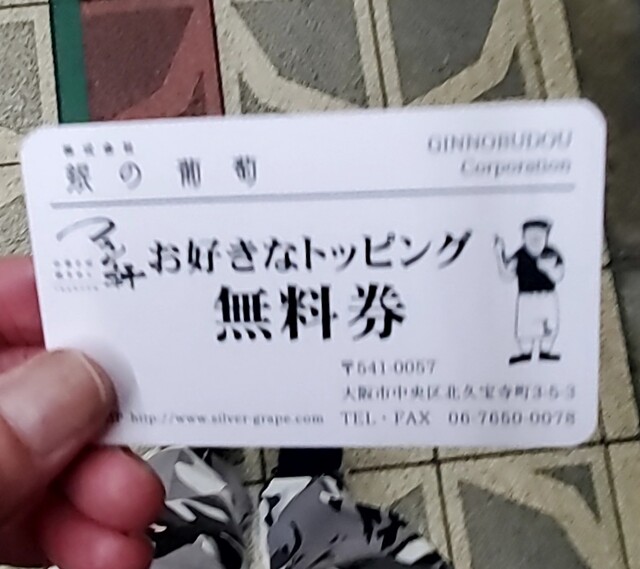 株式会社
銀の葡萄
GINNOBUDOU
Corporation
お好きなトッピング
無料券
〒541-0057
大阪市中央区北久宝寺町3-5-3
http://www.silver-grape.com
TEL・FAX 06-7650-0078